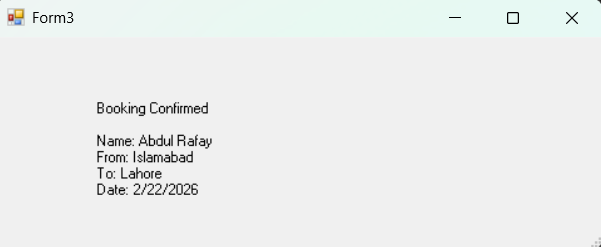 Form3
Booking Confirmed
Name: Abdul Rafay
From: Islamabad
To: Lahore
Date: 2/22/2026